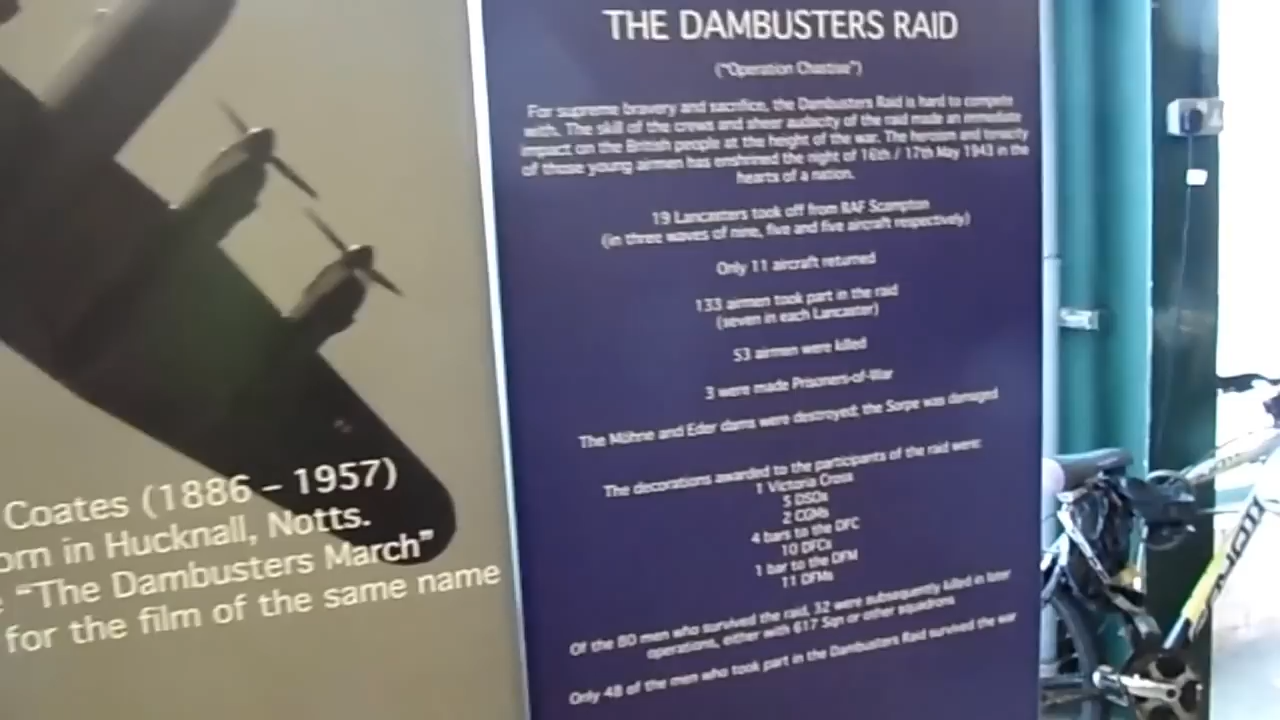 Coates (1886 – 1957)
orn in Hucknall, Notts.
"The Dambusters March"
for the film of the same name
THE DAMBUSTERS RAID
("Operation Chastise")
For supreme bravery and sacrifice, the Dambusters Raid is hard to compete
with. The skill of the crews and sheer audacity of the raid made an immediate
impact on the British people at the height of the war. The heroism and tenacity
of those young airmen has enshrined the night of 16th / 17th May 1943 in the
hearts of a nation.
19 Lancasters took off from RAF Scampton
(in three waves of nine, five and five aircraft respectively)
Only 11 aircraft returned
133 airmen took part in the raid
(seven in each Lancaster)
53 airmen were killed
3 were made Prisoners-of-War
The Möhne and Eder dams were destroyed; the Sorpe was damaged
The decorations awarded to the participants of the raid were:
1 Victoria Cross
5 DSOs
2 CGMs
4 bars to the DFC
10 DFCs
1 bar to the DFM
11 DFMs
Of the 80 men who survived the raid, 32 were subsequently killed in later
operations, either with 617 Sqn or other squadrons
Only 48 of the men who took part in the Dambusters Raid survived the war